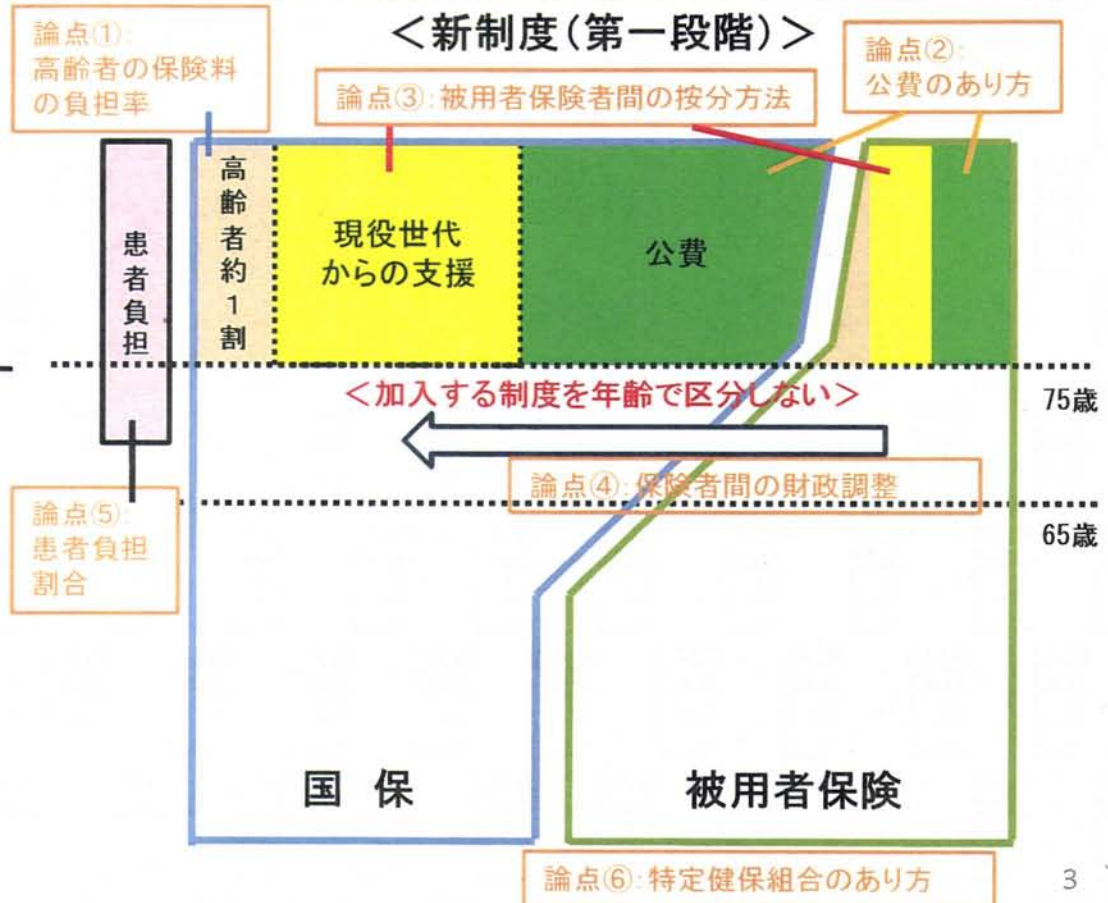 ＜新制度（第一段階）＞
論点①:
高齢者の保険料
の負担率
論点②:
公費のあり方
論点③:被用者保険者間の按分方法
患者負担
高齢者約1割
現役世代
からの支援
公費
75歳
＜加入する制度を年齢で区分しない＞
論点④:保険者間の財政調整
65歳
論点⑤:
患者負担
割合
国 保
被用者保険
論点⑥:特定健保組合のあり方
3